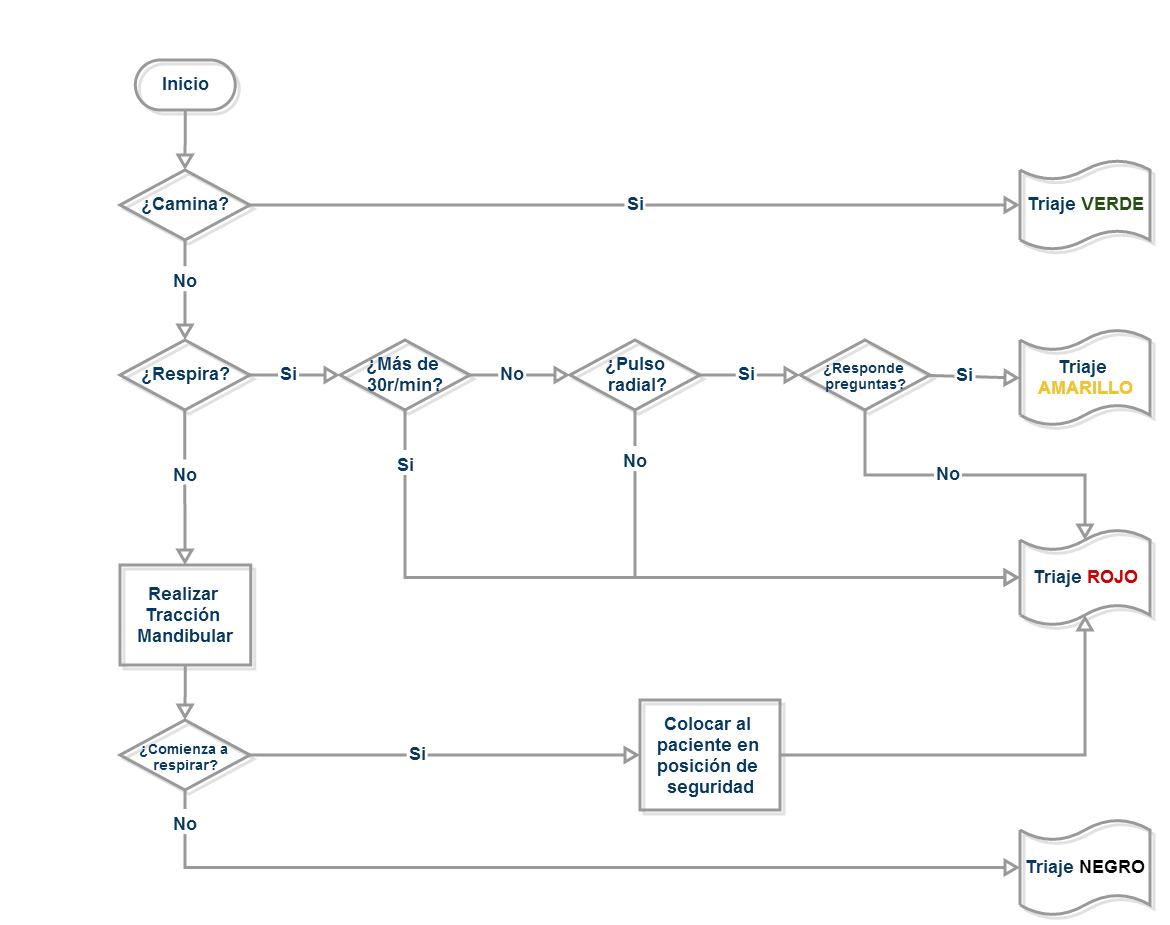 Inicio
¿Camina?
Si
Triaje VERDE
No
¿Respira?
Si
¿Más de
30r/min?
No
¿Pulso
radial?
Si
¿Responde
preguntas?
Si
Triaje
AMARILLO
No
Si
No
No
Realizar
Tracción
Mandibular
Triaje ROJO
¿Comienza a
respirar?
Si
Colocar al
paciente en
posición de
seguridad
No
Triaje NEGRO